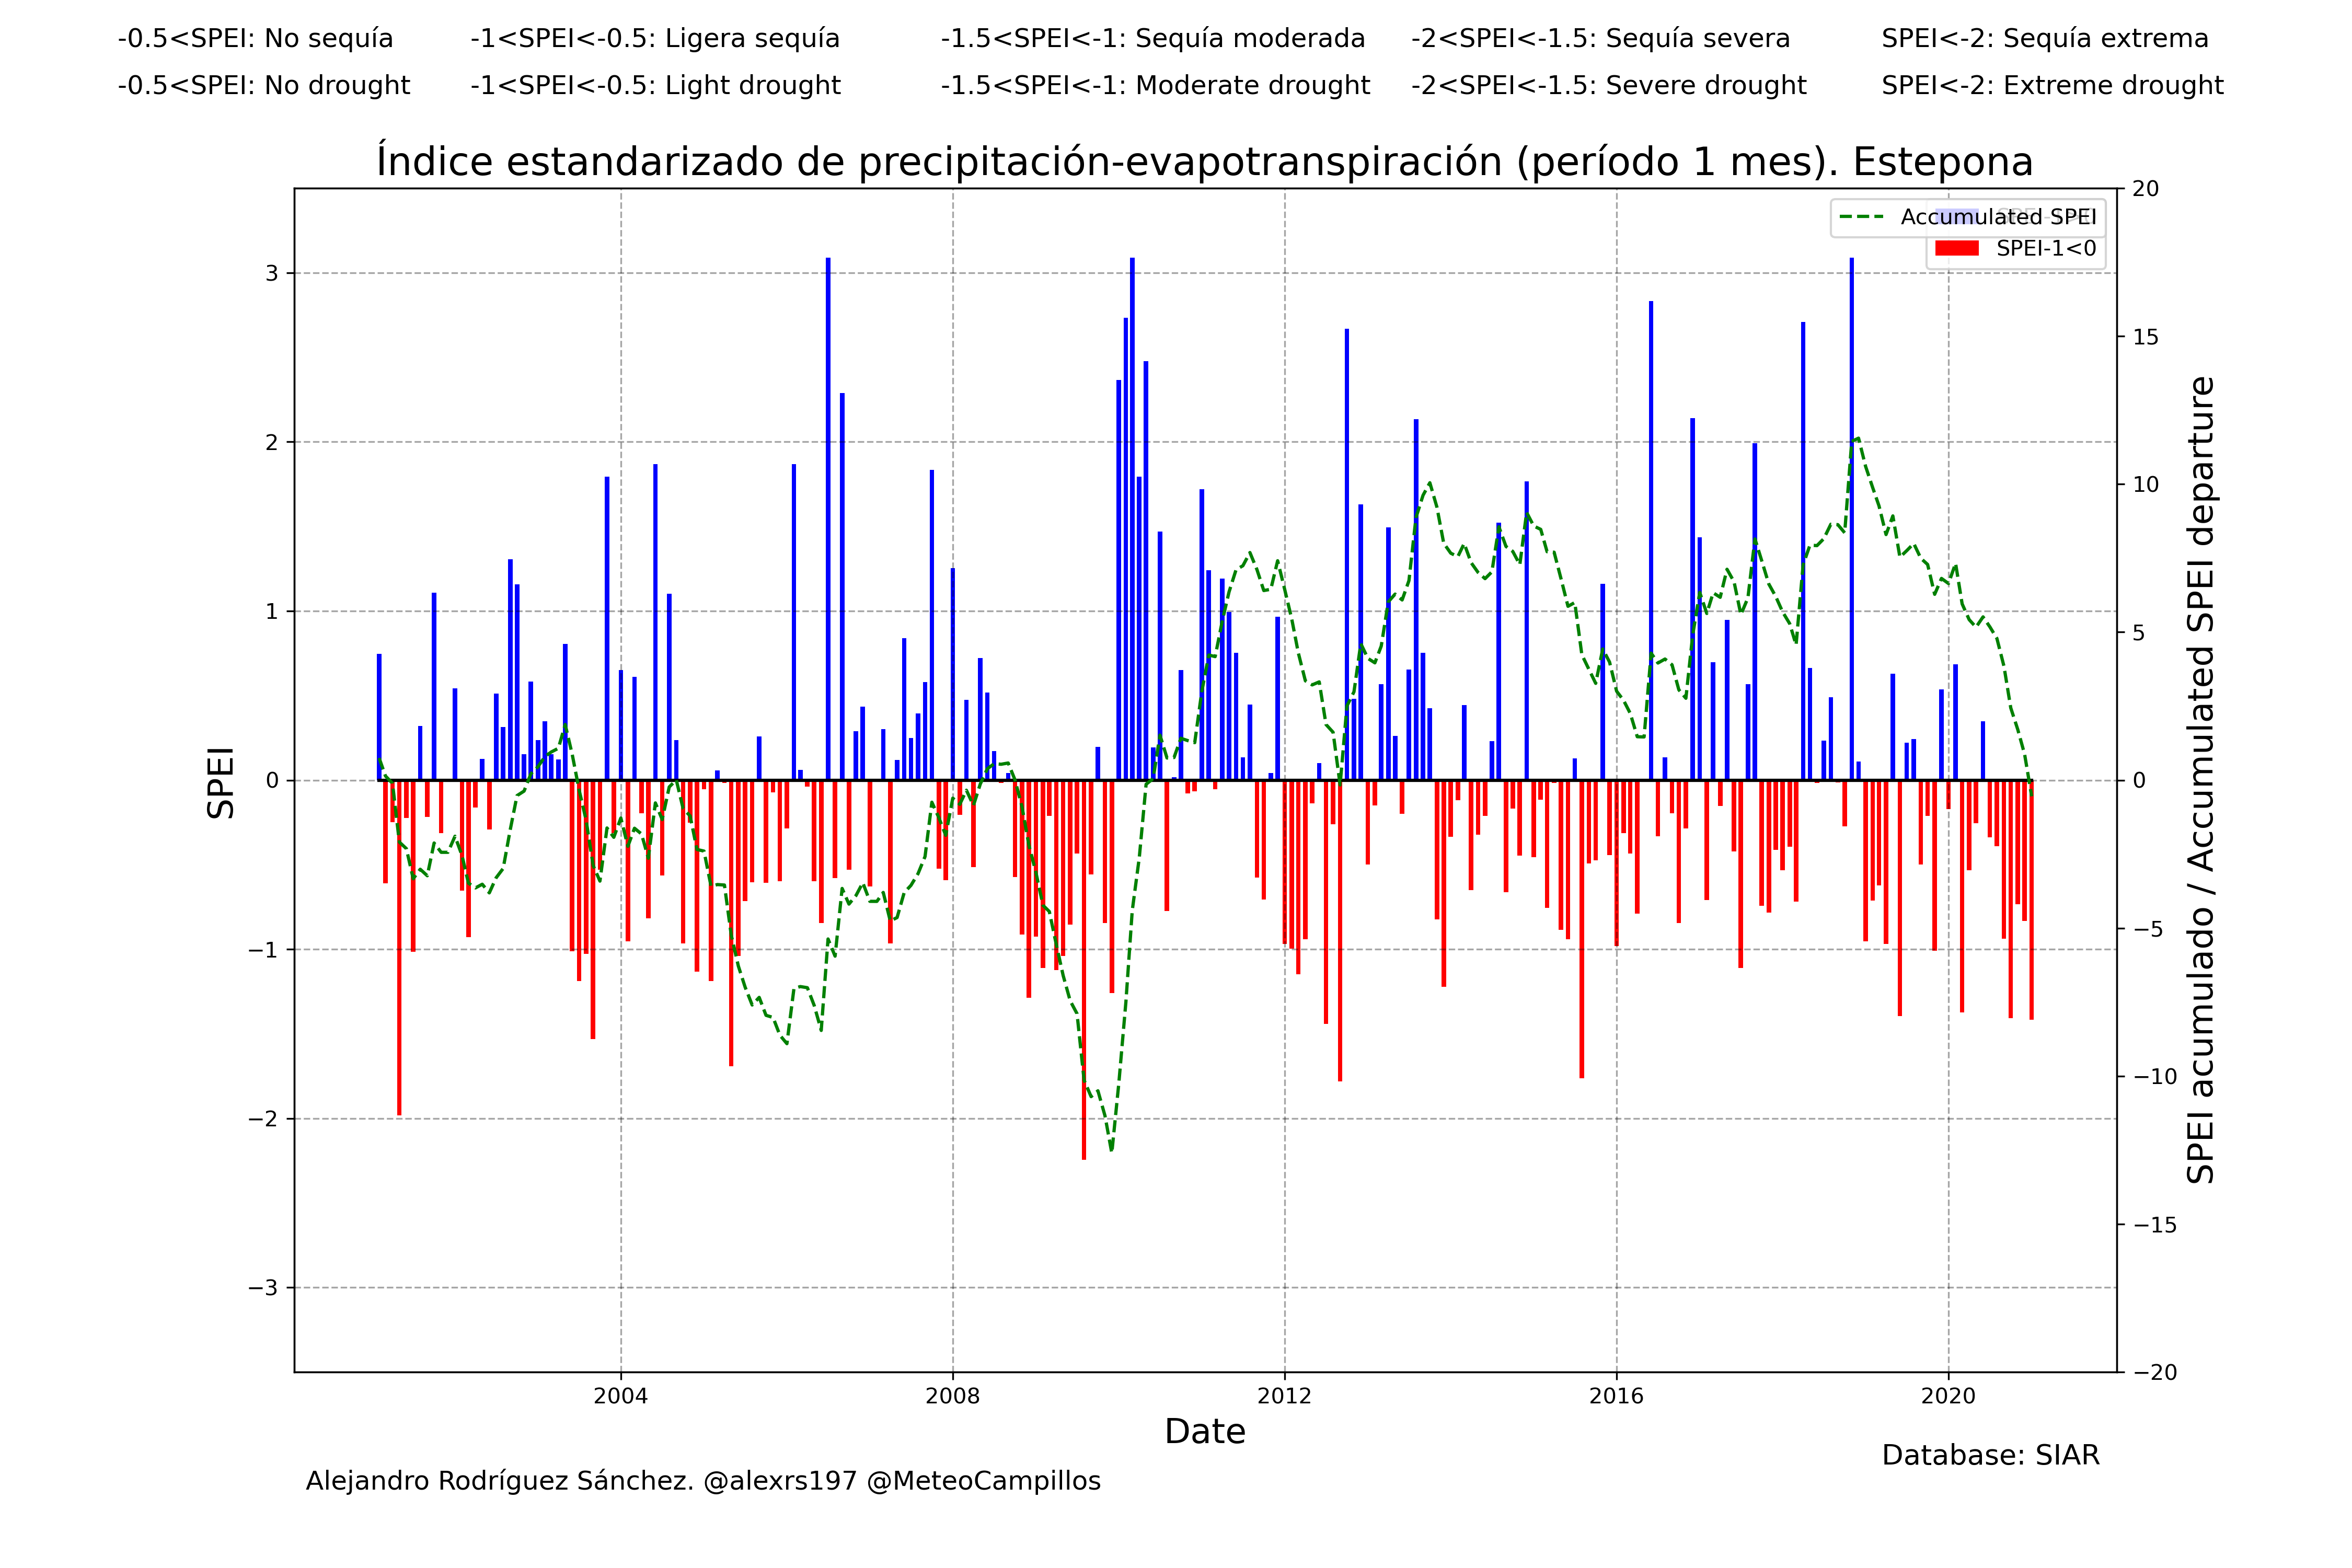 -0.5<SPEI: No sequía -1<SPEI<-0.5: Ligera sequía -1.5<SPEI<-1: Sequía moderada -2<SPEI<-1.5: Sequía severa SPEI<-2: Sequía extrema
-0.5<SPEI: No drought -1<SPEI<-0.5: Light drought -1.5<SPEI<-1: Moderate drought -2<SPEI<-1.5: Severe drought SPEI<-2: Extreme drought
Índice estandarizado de precipitación-evapotranspiración (período 1 mes). Estepona
Accumulated SPEI
SPEI-1<0
SPEI
3
2
1
0
−1
−2
−3
20
15
10
5
0
−5
−10
−15
−20
SPEI acumulado / Accumulated SPEI departure
2004 2008 2012 2016 2020
Date
Database: SIAR
Alejandro Rodríguez Sánchez. @alexrs197 @MeteoCampillos